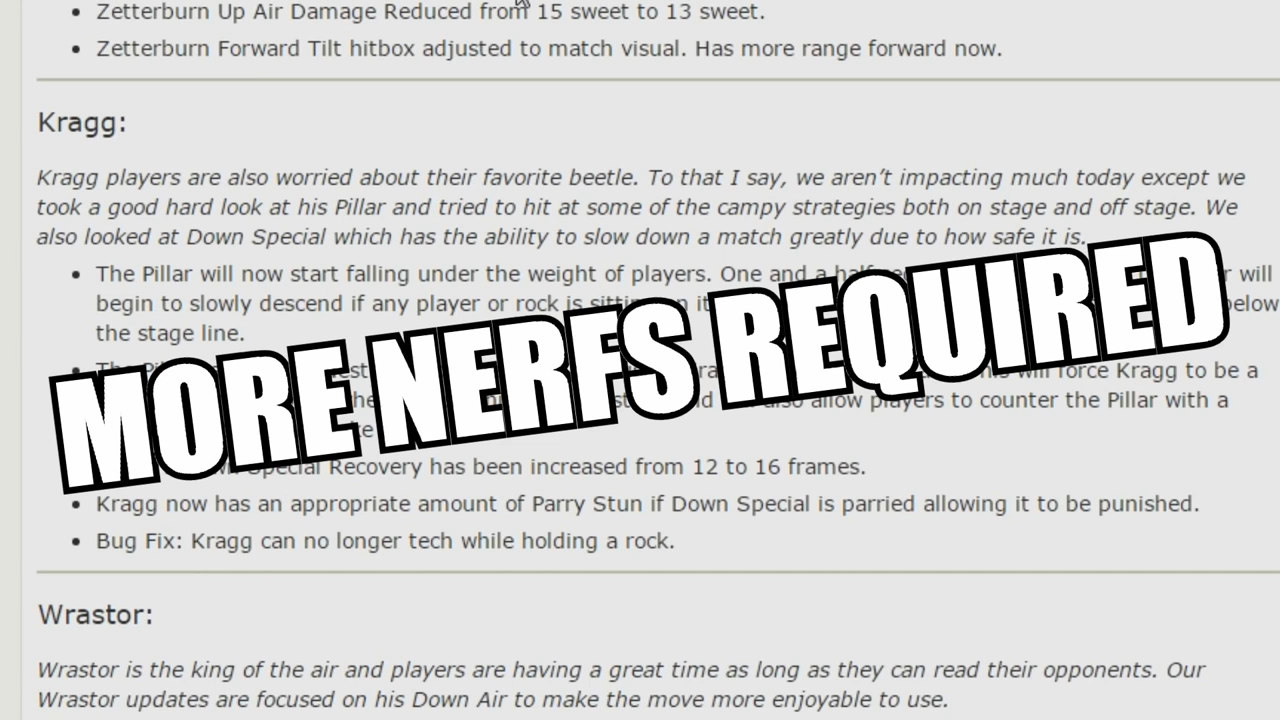 Zetterburn Up Air Damage Reduced from 15 sweet to 13 sweet.
Zetterburn Forward Tilt hitbox adjusted to match visual. Has more range forward now.
Kragg:
Kragg players are also worried about their favorite beetle. To that I say, we aren't impacting much today except we
took a good hard look at his Pillar and tried to hit at some of the campy strategies both on stage and off stage. We
also looked at Down Special which has the ability to slow down a match greatly due to how safe it is.
The Pillar will now start falling under the weight of players. One and a half will
begin to slowly descend if any player or rock is sitting on it below
the stage line.
MORE NERFS REQUIRED
The will force Kragg to be a
also allow players to counter the Pillar with a
Special Recovery has been increased from 12 to 16 frames.
Kragg now has an appropriate amount of Parry Stun if Down Special is parried allowing it to be punished.
Bug Fix: Kragg can no longer tech while holding a rock.
Wrastor:
Wrastor is the king of the air and players are having a great time as long as they can read their opponents. Our
Wrastor updates are focused on his Down Air to make the move more enjoyable to use.